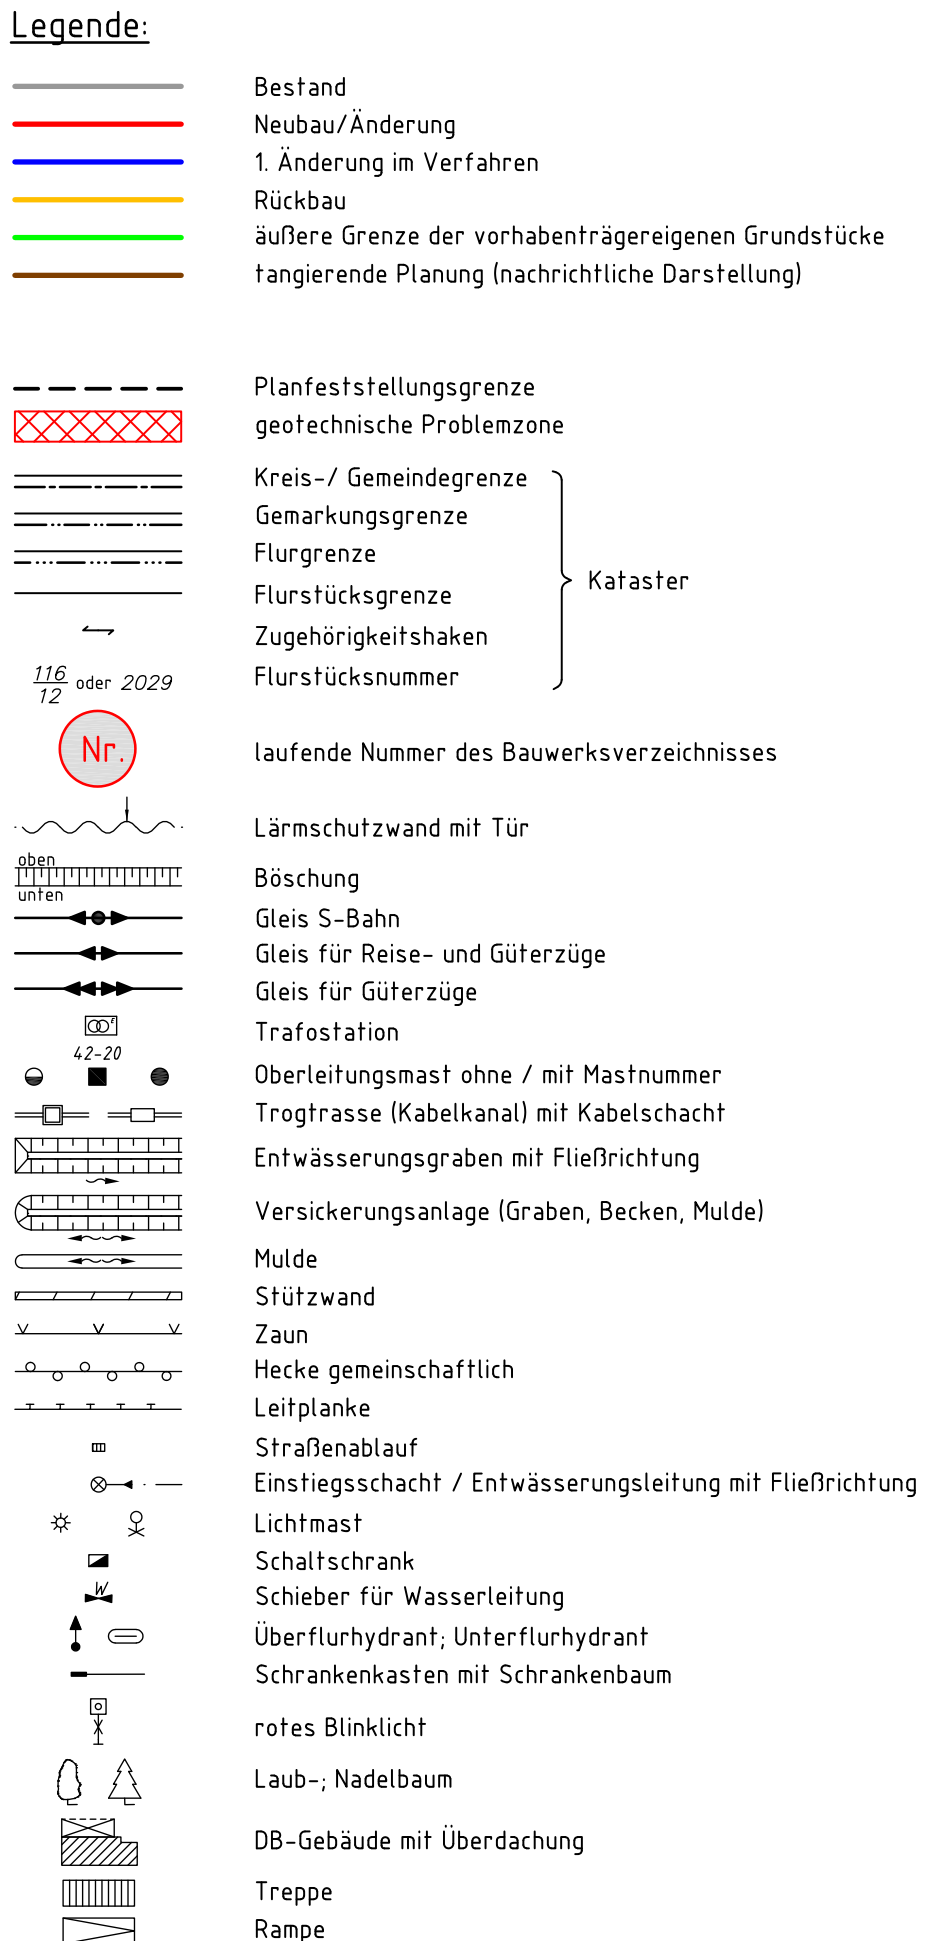 Legende:
Bestand
Neubau/Änderung
1. Änderung im Verfahren
Rückbau
äußere Grenze der vorhabenträgereigenen Grundstücke
tangierende Planung (nachrichtliche Darstellung)
Planfeststellungsgrenze
geotechnische Problemzone
Kreis-/ Gemeindegrenze
Gemarkungsgrenze
Flurgrenze
Kataster
Flurstücksgrenze
Zugehörigkeitshaken
116/12 oder 2029 Flurstücksnummer
Nr. laufende Nummer des Bauwerksverzeichnisses
Lärmschutzwand mit Tür
oben
Böschung
unten
Gleis S-Bahn
Gleis für Reise- und Güterzüge
Gleis für Güterzüge
E Trafostation
42-20
Oberleitungsmast ohne / mit Mastnummer
Trogtrasse (Kabelkanal) mit Kabelschacht
Entwässerungsgraben mit Fließrichtung
Versickerungsanlage (Graben, Becken, Mulde)
Mulde
Stützwand
Zaun
Hecke gemeinschaftlich
Leitplanke
Straßenablauf
Einstiegsschacht / Entwässerungsleitung mit Fließrichtung
Lichtmast
Schaltschrank
W Schieber für Wasserleitung
Überflurhydrant; Unterflurhydrant
Schrankenkasten mit Schrankenbaum
rotes Blinklicht
Laub-; Nadelbaum
DB-Gebäude mit Überdachung
Treppe
Rampe